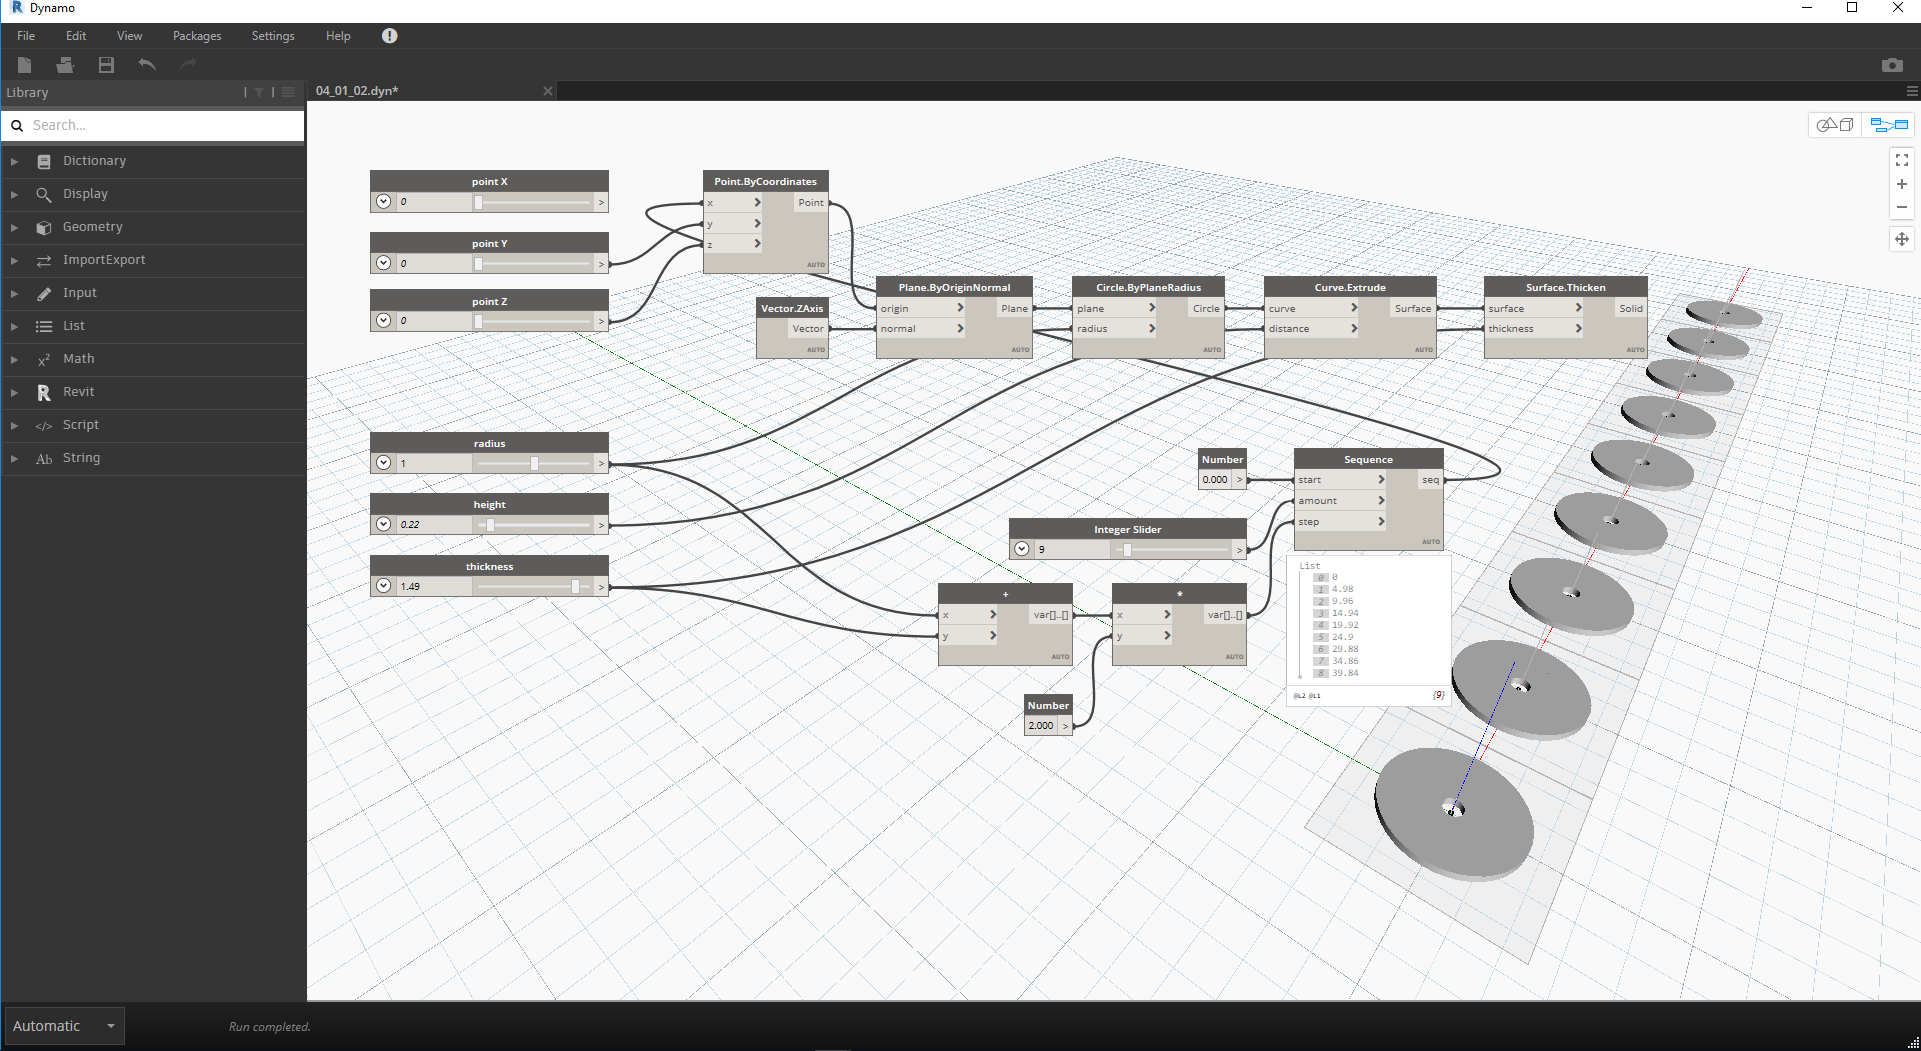 Dynamo
File Edit View Packages Settings Help
Library
04_01_02.dyn*
Search...
Dictionary
Display
Geometry
ImportExport
Input
List
Math
Revit
Script
String
point X
0 >
point Y
0 >
point Z
0 >
Point.ByCoordinates
x > Point
y >
z >
AUTO
Vector.ZAxis
Vector
AUTO
Plane.ByOriginNormal
origin > Plane
normal >
AUTO
Circle.ByPlaneRadius
plane > Circle
radius >
AUTO
Curve.Extrude
curve > Surface
distance >
AUTO
Surface.Thicken
surface > Solid
thickness >
AUTO
radius
1 >
height
0.22 >
thickness
1.49 >
Number
0.000 >
Sequence
start > seq
amount >
step >
AUTO
Integer Slider
9 >
+
x > var[]..[]
y >
AUTO
*
x > var[]..[]
y >
AUTO
Number
2.000 >
List
0 0
1 4.98
2 9.96
3 14.94
4 19.92
5 24.9
6 29.88
7 34.86
8 39.84
@L2 @L1 {9}
Automatic
Run completed.